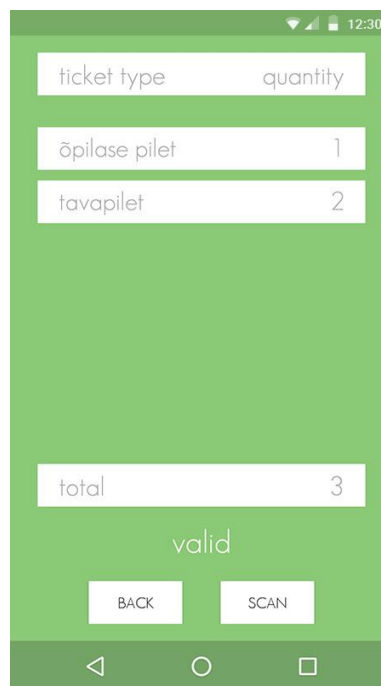 12:30
ticket type quantity
õpilase pilet 1
tavapilet 2
total 3
valid
BACK SCAN